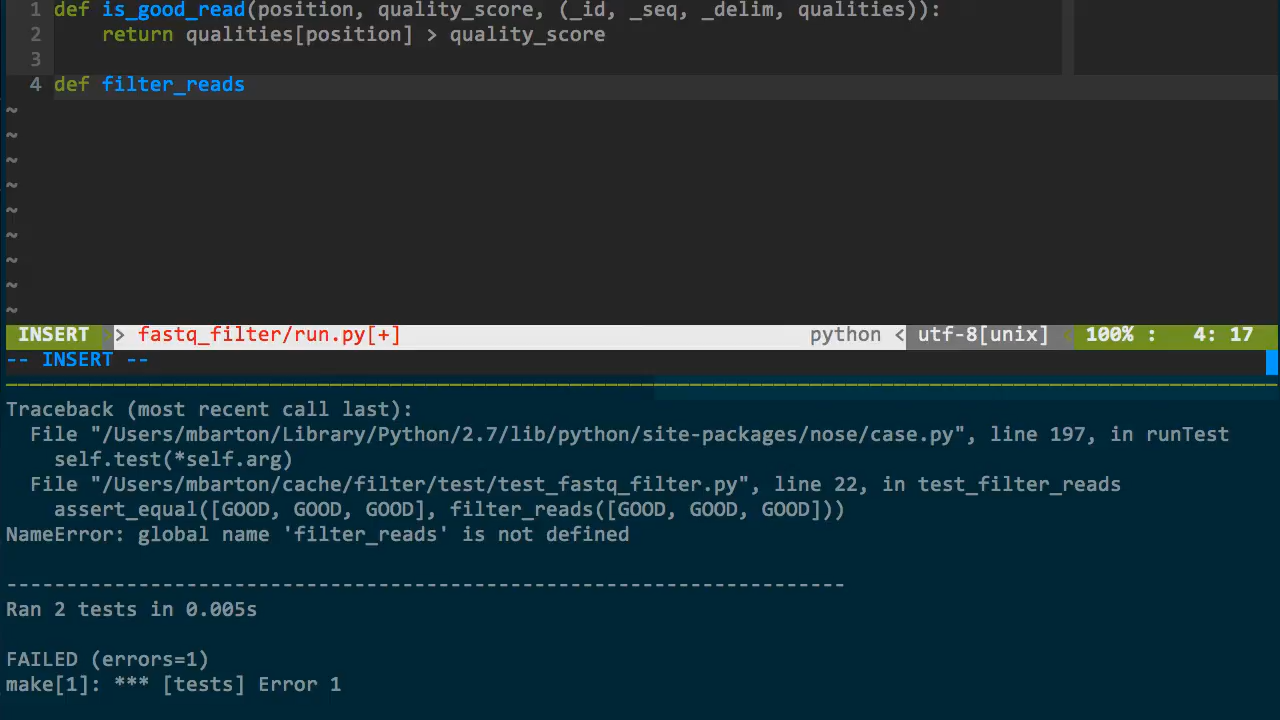 1 def is_good_read(position, quality_score, (_id, _seq, _delim, qualities)):
2     return qualities[position] > quality_score
3
4 def filter_reads
~
~
~
~
~
~
~
~
~
INSERT > fastq_filter/run.py[+] python < utf-8[unix] < 100% : 4: 17
-- INSERT --
Traceback (most recent call last):
  File "/Users/mbarton/Library/Python/2.7/lib/python/site-packages/nose/case.py", line 197, in runTest
    self.test(*self.arg)
  File "/Users/mbarton/cache/filter/test/test_fastq_filter.py", line 22, in test_filter_reads
    assert_equal([GOOD, GOOD, GOOD], filter_reads([GOOD, GOOD, GOOD]))
NameError: global name 'filter_reads' is not defined
----------------------------------------------------------------------
Ran 2 tests in 0.005s
FAILED (errors=1)
make[1]: *** [tests] Error 1